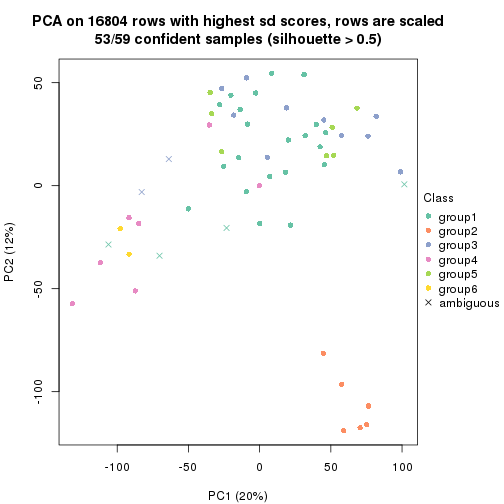 PCA on 16804 rows with highest sd scores, rows are scaled
53/59 confident samples (silhouette > 0.5)
50
0
-50
-100
PC2 (12%)
-100
-50
0
50
100
PC1 (20%)
Class
group1
group2
group3
group4
group5
group6
ambiguous